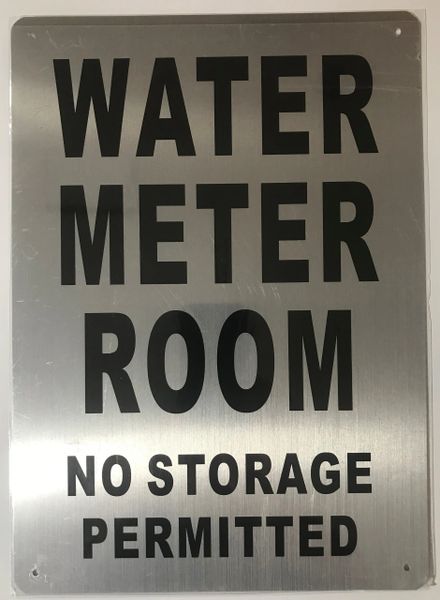 WATER
METER
ROOM
NO STORAGE
PERMITTED